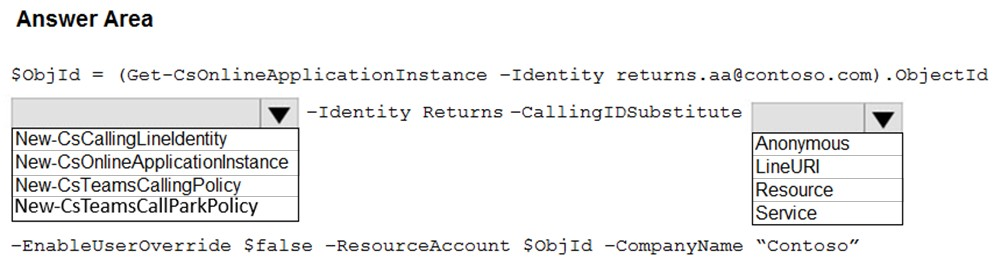 Answer Area
$ObjId = (Get-CsOnlineApplicationInstance –Identity returns.aa@contoso.com).ObjectId
–Identity Returns –CallingIDSubstitute
New-CsCallingLineIdentity
New-CsOnlineApplicationInstance
New-CsTeamsCallingPolicy
New-CsTeamsCallParkPolicy
Anonymous
LineURI
Resource
Service
–EnableUserOverride $false –ResourceAccount $ObjId –CompanyName “Contoso”